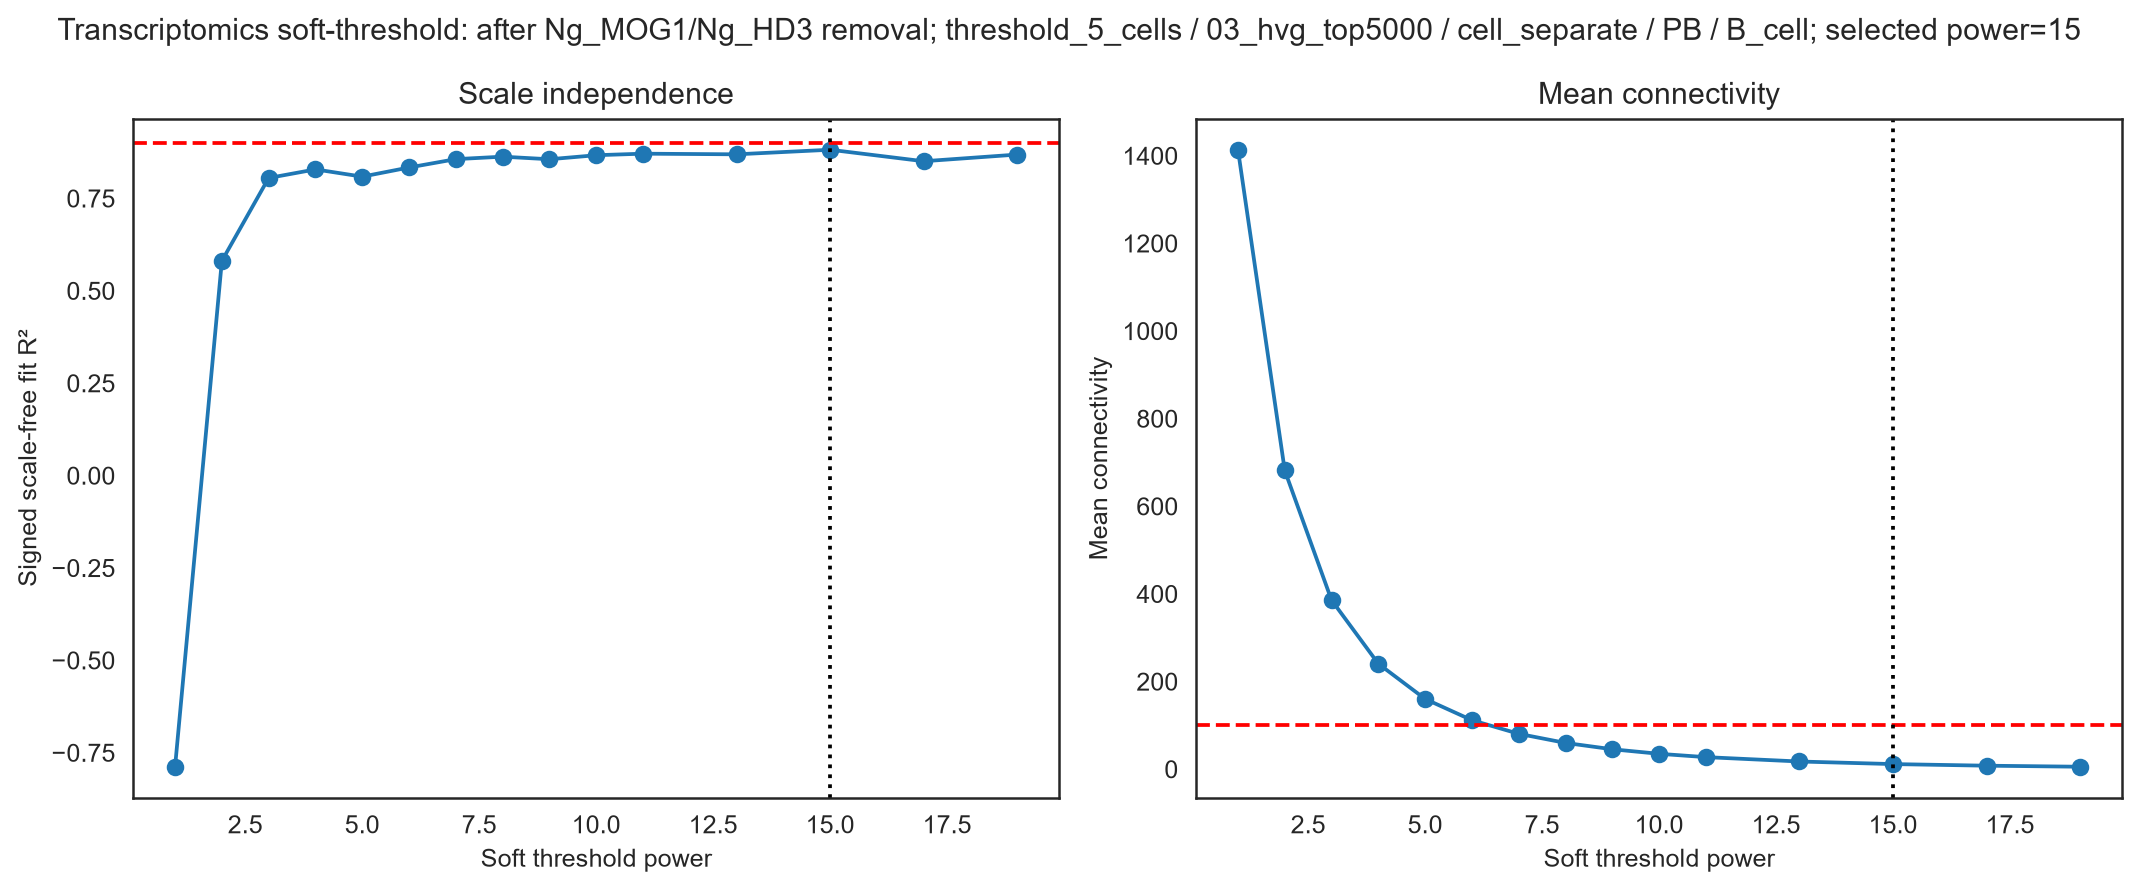 Transcriptomics soft-threshold: after Ng_MOG1/Ng_HD3 removal; threshold_5_cells / 03_hvg_top5000 / cell_separate / PB / B_cell; selected power=15
Scale independence
Signed scale-free fit R²
0.75
0.50
0.25
0.00
−0.25
−0.50
−0.75
2.5 5.0 7.5 10.0 12.5 15.0 17.5
Soft threshold power
Mean connectivity
Mean connectivity
1400
1200
1000
800
600
400
200
0
2.5 5.0 7.5 10.0 12.5 15.0 17.5
Soft threshold power